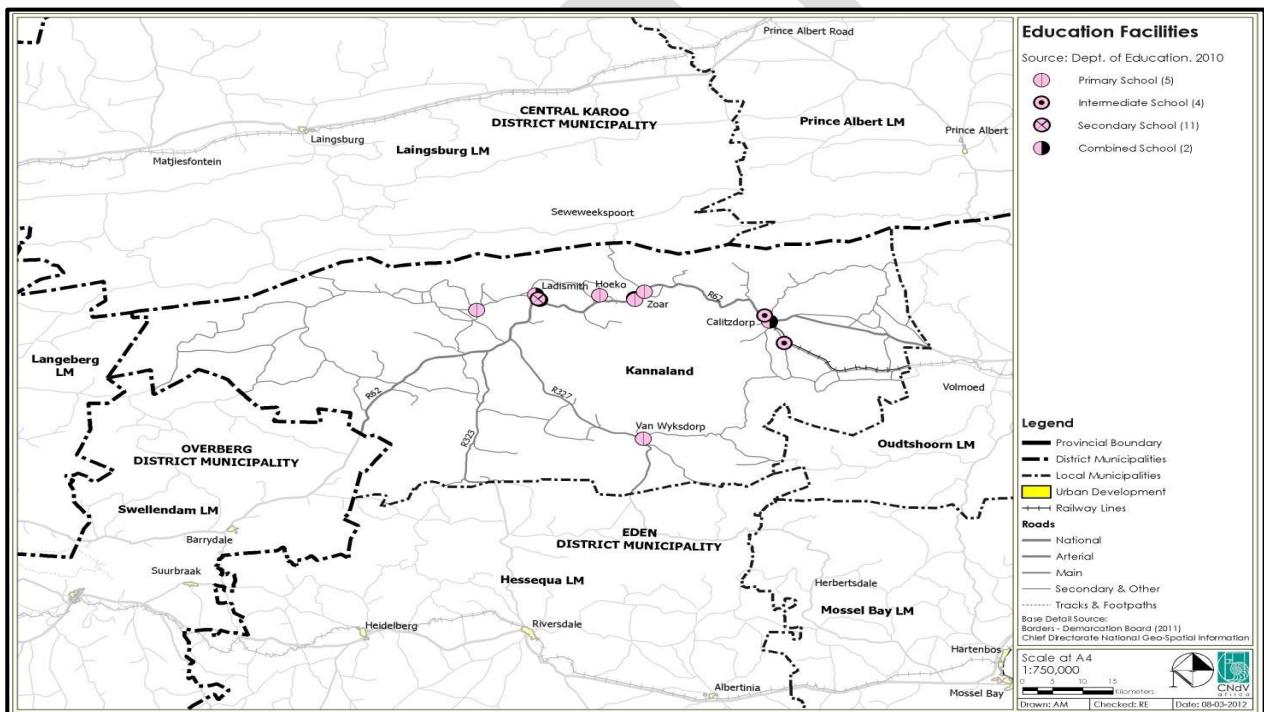 Prince Albert Road
CENTRAL KAROO
DISTRICT MUNICIPALITY
Prince Albert LM
Laingsburg
Laingsburg LM
Prince Albert
Matjiesfontein
Seweweekspoort
Ladismith
Hoeko
Zoar
R62
Calitzdorp
Langeberg
LM
Kannaland
Volmoed
R62
R327
R323
Van Wyksdorp
Oudtshoorn LM
OVERBERG
DISTRICT MUNICIPALITY
Swellendam LM
Barrydale
EDEN
DISTRICT MUNICIPALITY
Suurbraak
Hessequa LM
Herbertsdale
Mossel Bay LM
Heidelberg
Riversdale
Hartenbos
Albertinia
Mossel Bay
Education Facilities
Source: Dept. of Education. 2010
Primary School (5)
Intermediate School (4)
Secondary School (11)
Combined School (2)
Legend
Provincial Boundary
District Municipalities
Local Municipalities
Urban Development
Railway Lines
Roads
National
Arterial
Main
Secondary & Other
Tracks & Footpaths
Base Detail Source:
Borders - Demarcation Board (2011)
Chief Directorate National Geo-Spatial Information
Scale at A4
1:750,000
0 5 10 15
Kilometers
CNdV
africa
Drawn: AM
Checked: RE
Date: 08-03-2012